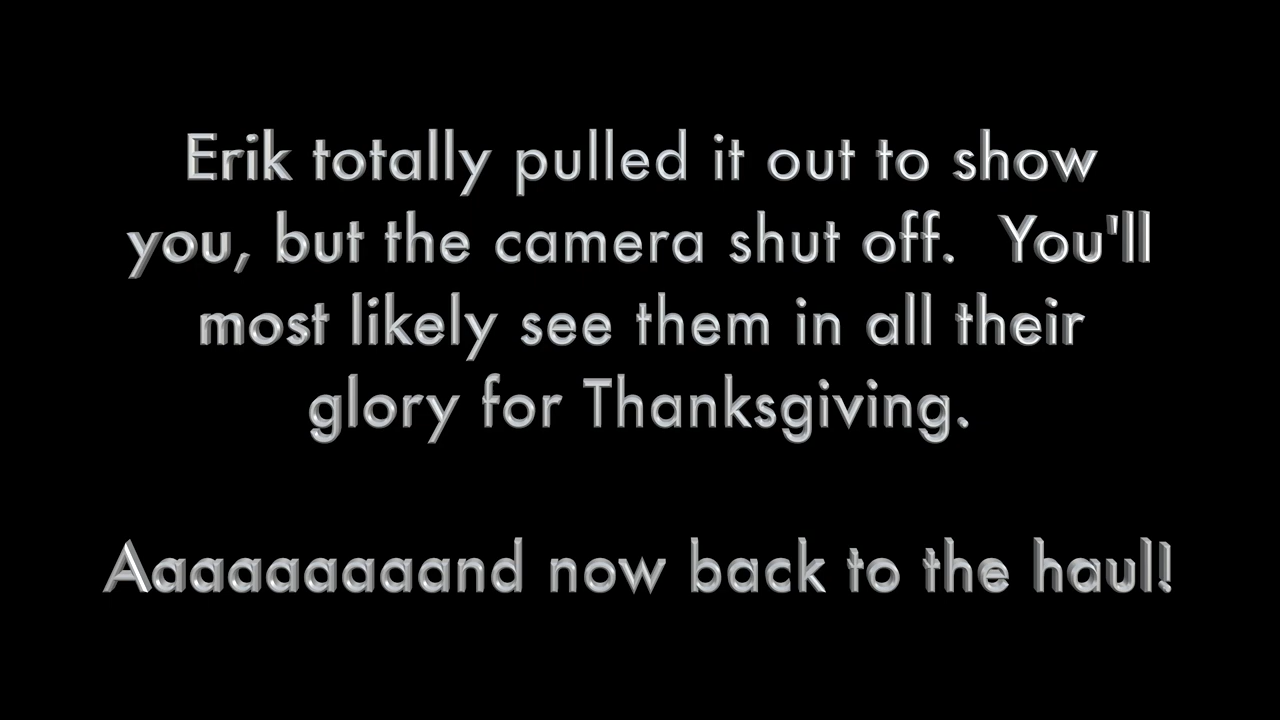 Erik totally pulled it out to show
you, but the camera shut off.  You'll
most likely see them in all their
glory for Thanksgiving.
Aaaaaaaaand now back to the haul!